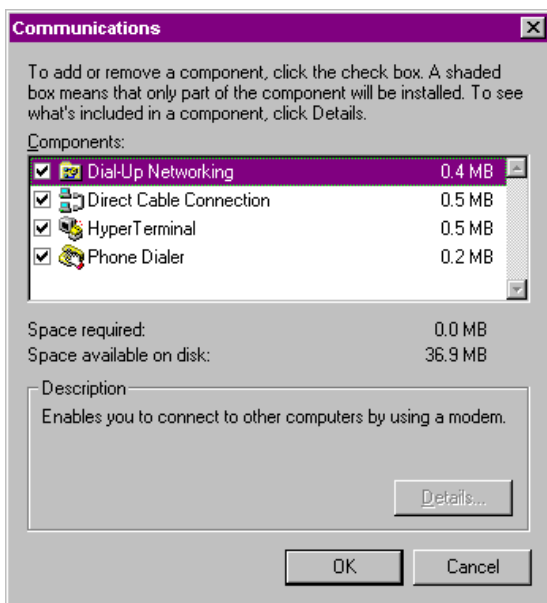 Communications
To add or remove a component, click the check box. A shaded
box means that only part of the component will be installed. To see
what's included in a component, click Details.
Components:
Dial-Up Networking 0.4 MB
Direct Cable Connection 0.5 MB
HyperTerminal 0.5 MB
Phone Dialer 0.2 MB
Space required: 0.0 MB
Space available on disk: 36.9 MB
Description
Enables you to connect to other computers by using a modem.
Details...
OK Cancel